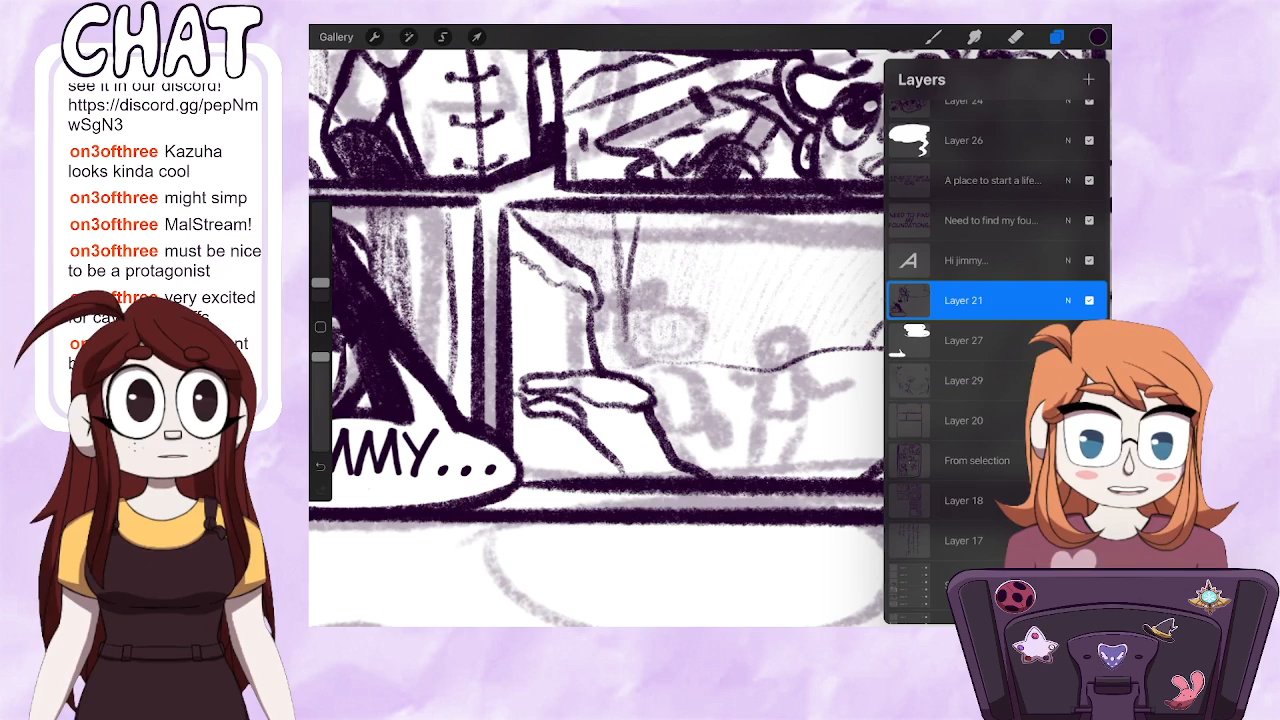 CHAT
see it in our discord!
https://discord.gg/pepNm
wSgN3
on3ofthree Kazuha
looks kinda cool
on3ofthree might simp
on3ofthree MalStream!
on3ofthree must be nice
to be a protagonist
very excited
Gallery
MMY...
Layers
Layer 24
Layer 26 N
A place to start a life... N
Need to find my fou... N
Hi jimmy... N
Layer 21 N
Layer 27
Layer 29
Layer 20
From selection
Layer 18
Layer 17